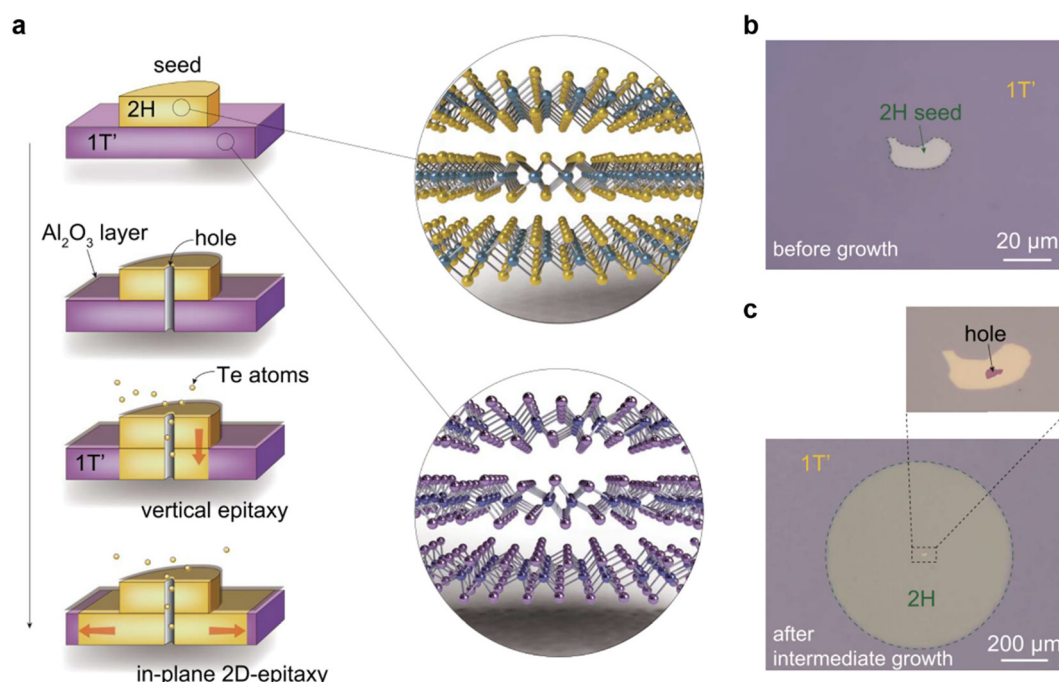 a
seed
2H
1T’
Al₂O₃ layer
hole
Te atoms
1T’
vertical epitaxy
in-plane 2D-epitaxy
b
1T’
2H seed
before growth
20 μm
c
hole
1T’
2H
after
intermediate growth
200 μm